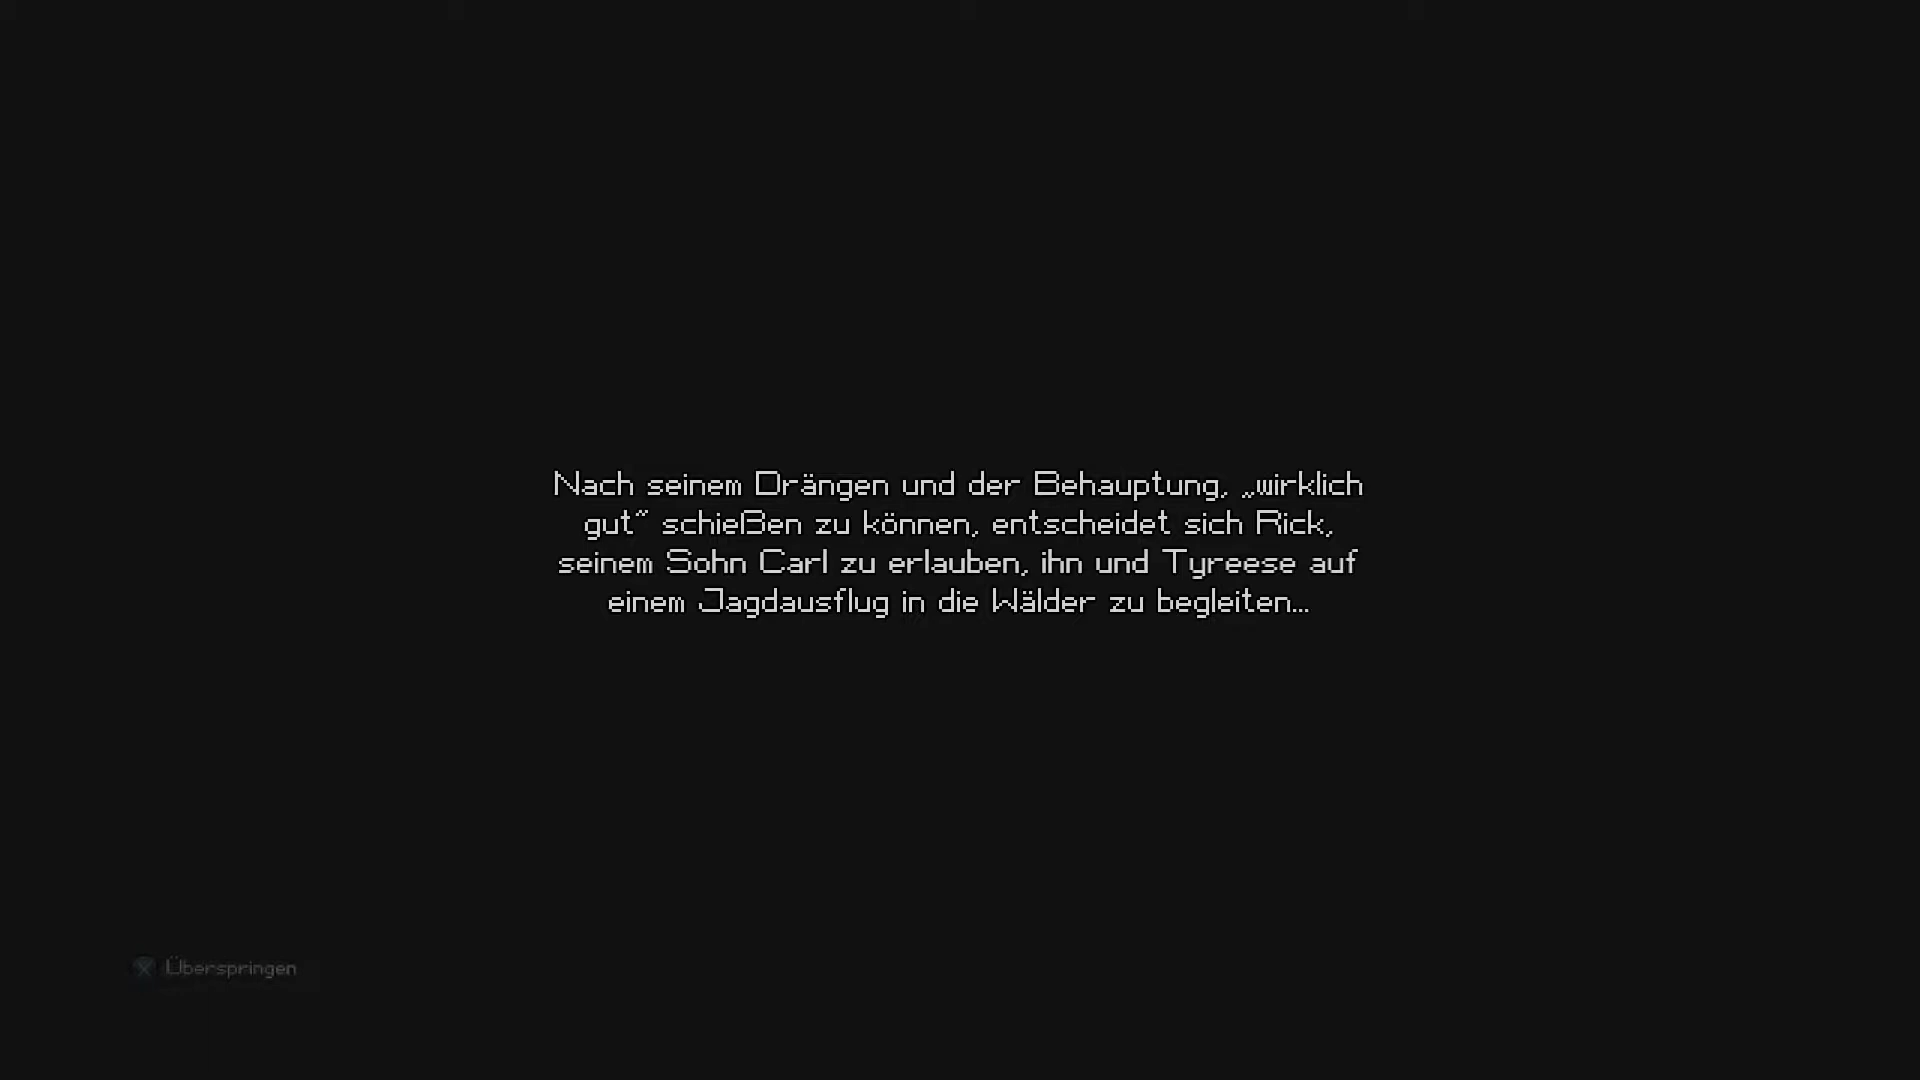 Nach seinem Drängen und der Behauptung, „wirklich
gut“ schießen zu können, entscheidet sich Rick,
seinem Sohn Carl zu erlauben, ihn und Tyreese auf
einem Jagdausflug in die Wälder zu begleiten...
Überspringen